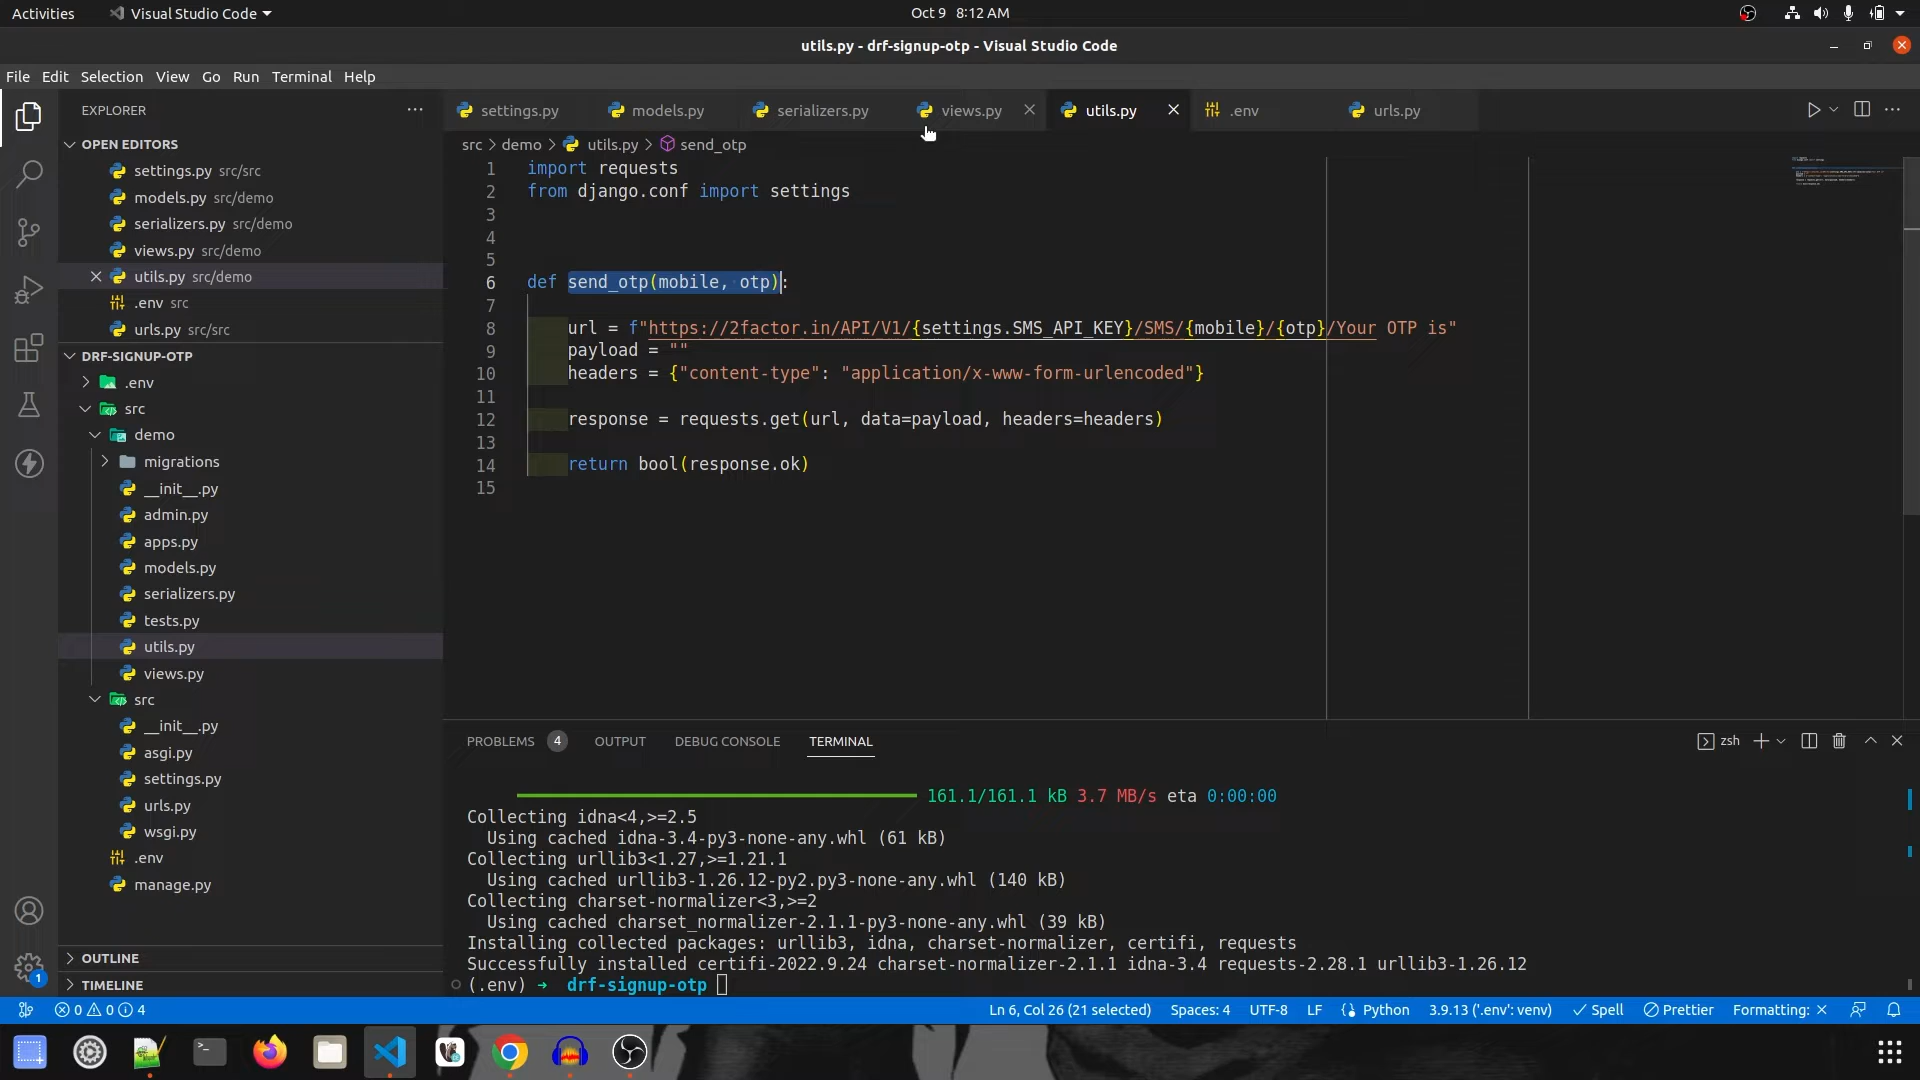 Activities
Visual Studio Code
Oct 9 8:12 AM
utils.py - drf-signup-otp - Visual Studio Code
File Edit Selection View Go Run Terminal Help
EXPLORER
OPEN EDITORS
settings.py src/src
models.py src/demo
serializers.py src/demo
views.py src/demo
utils.py src/demo
.env src
urls.py src/src
DRF-SIGNUP-OTP
.env
src
demo
migrations
__init__.py
admin.py
apps.py
models.py
serializers.py
tests.py
utils.py
views.py
src
__init__.py
asgi.py
settings.py
urls.py
wsgi.py
.env
manage.py
OUTLINE
TIMELINE
1
settings.py models.py serializers.py views.py utils.py .env urls.py
src > demo > utils.py > send_otp
1 import requests
2 from django.conf import settings
3
4
5
6 def send_otp(mobile, otp):
7
8 url = f"https://2factor.in/API/V1/{settings.SMS_API_KEY}/SMS/{mobile}/{otp}/Your OTP is"
9 payload = ""
10 headers = {"content-type": "application/x-www-form-urlencoded"}
11
12 response = requests.get(url, data=payload, headers=headers)
13
14 return bool(response.ok)
15
PROBLEMS 4 OUTPUT DEBUG CONSOLE TERMINAL
zsh
161.1/161.1 kB 3.7 MB/s eta 0:00:00
Collecting idna<4,>=2.5
Using cached idna-3.4-py3-none-any.whl (61 kB)
Collecting urllib3<1.27,>=1.21.1
Using cached urllib3-1.26.12-py2.py3-none-any.whl (140 kB)
Collecting charset-normalizer<3,>=2
Using cached charset_normalizer-2.1.1-py3-none-any.whl (39 kB)
Installing collected packages: urllib3, idna, charset-normalizer, certifi, requests
Successfully installed certifi-2022.9.24 charset-normalizer-2.1.1 idna-3.4 requests-2.28.1 urllib3-1.26.12
(.env) → drf-signup-otp
0 0 4
Ln 6, Col 26 (21 selected) Spaces: 4 UTF-8 LF Python 3.9.13 ('.env': venv) Spell Prettier Formatting: ×